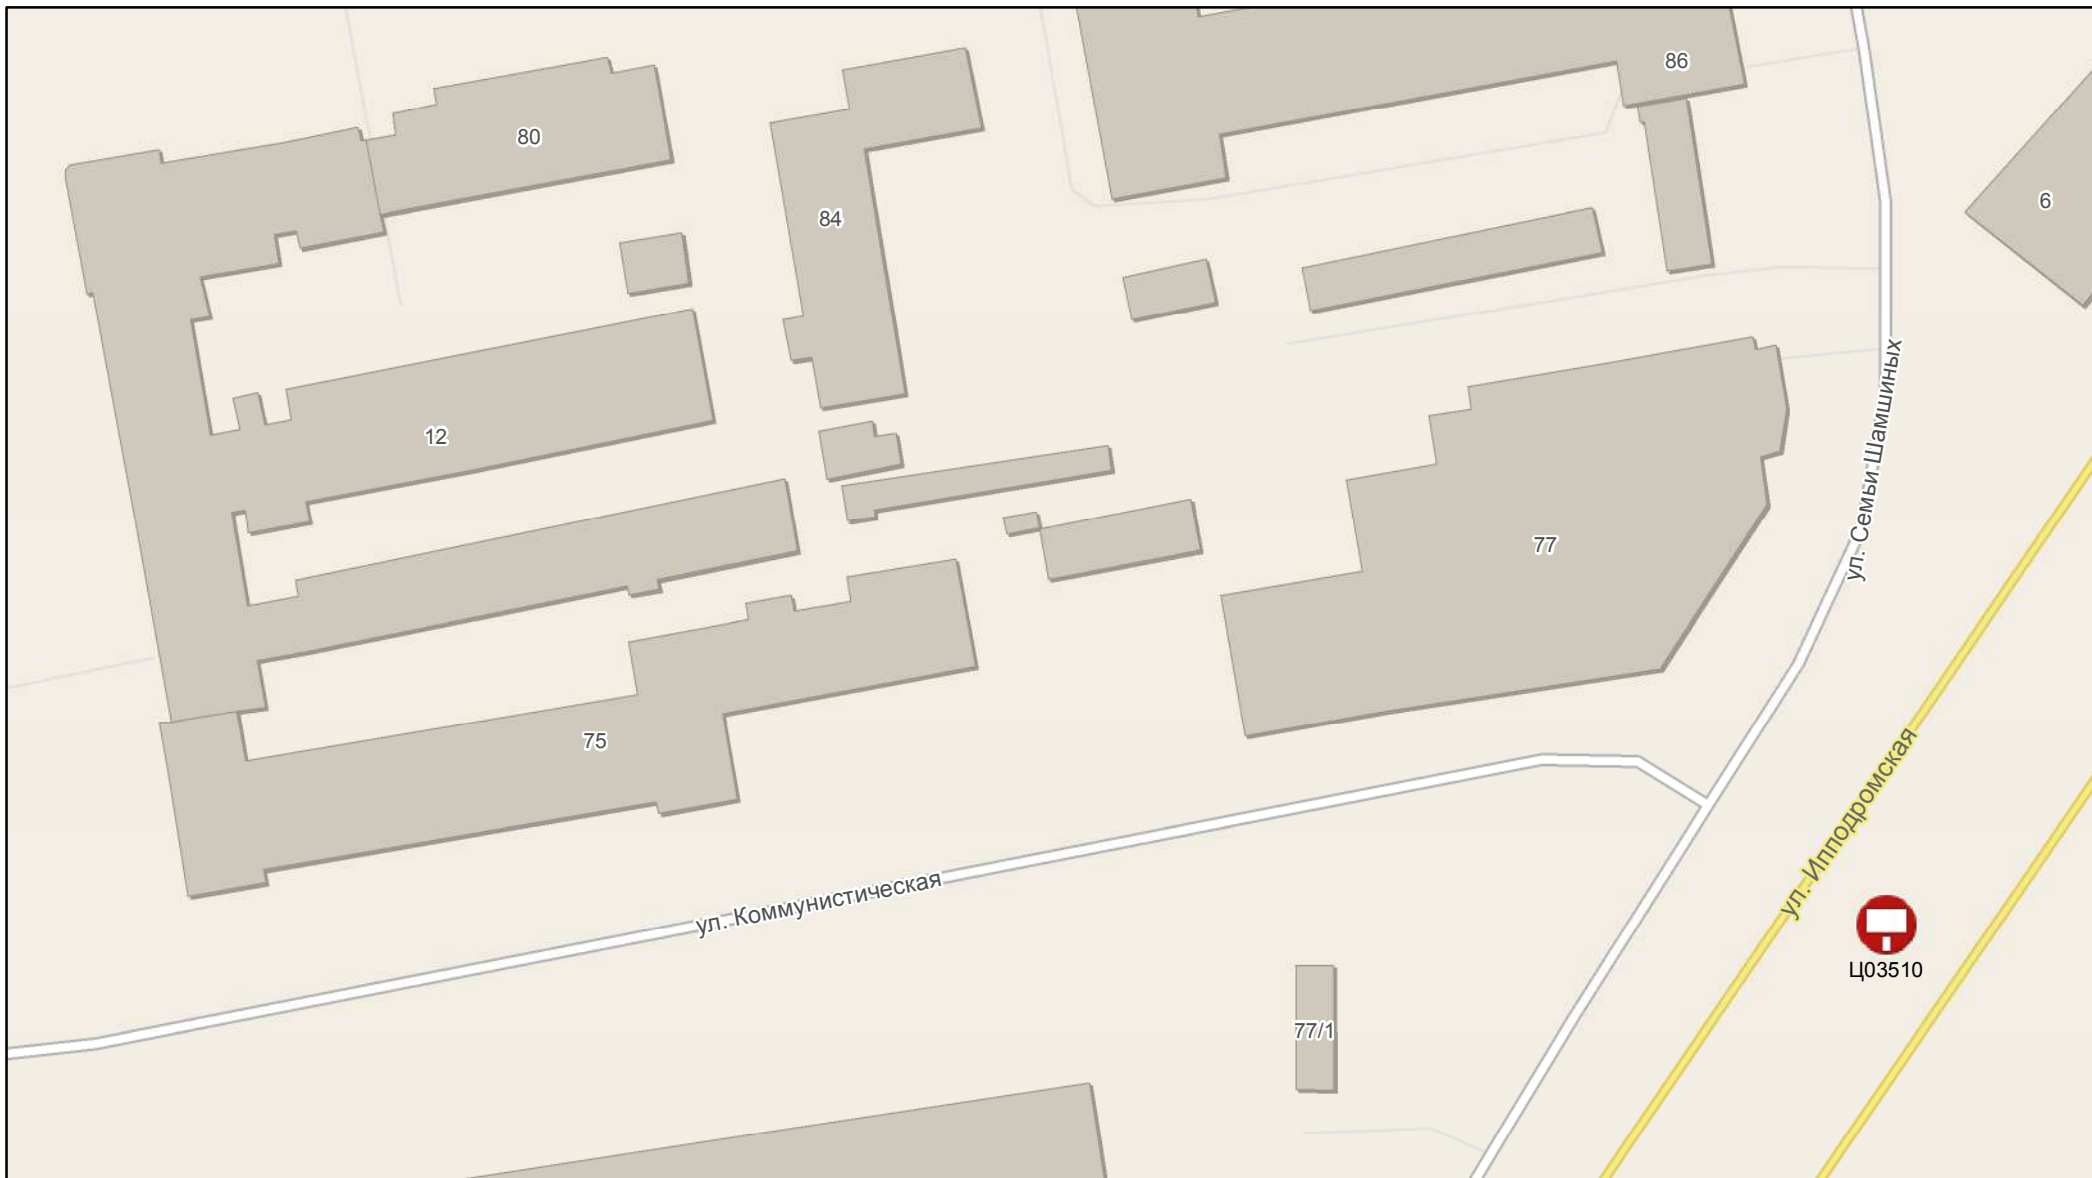 86
80
6
84
ул. Семьи Шамшиных
12
77
75
ул. Ипподромская
ул. Коммунистическая
Ц03510
77/1